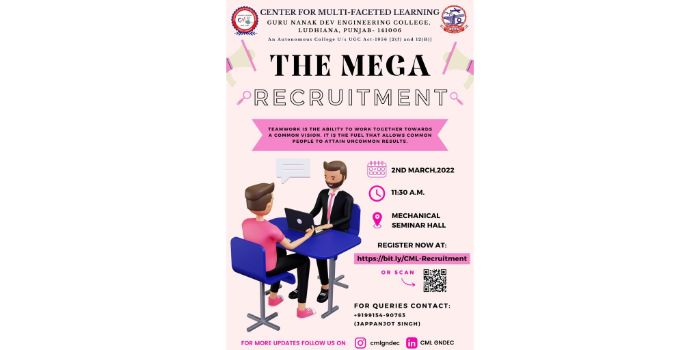 CENTER FOR MULTI-FACETED LEARNING
GURU NANAK DEV ENGINEERING COLLEGE,
LUDHIANA, PUNJAB- 141006
An Autonomous College U/s UGC Act-1956 [2(f) and 12(B)]
THE MEGA
RECRUITMENT
TEAMWORK IS THE ABILITY TO WORK TOGETHER TOWARDS
A COMMON VISION. IT IS THE FUEL THAT ALLOWS COMMON
PEOPLE TO ATTAIN UNCOMMON RESULTS.
2ND MARCH,2022
11:30 A.M.
MECHANICAL
SEMINAR HALL
REGISTER NOW AT:
https://bit.ly/CML-Recruitment
OR SCAN
FOR QUERIES CONTACT:
+9199154-90763
(JAPPANJOT SINGH)
FOR MORE UPDATES FOLLOW US ON
cmlgndec
CML GNDEC